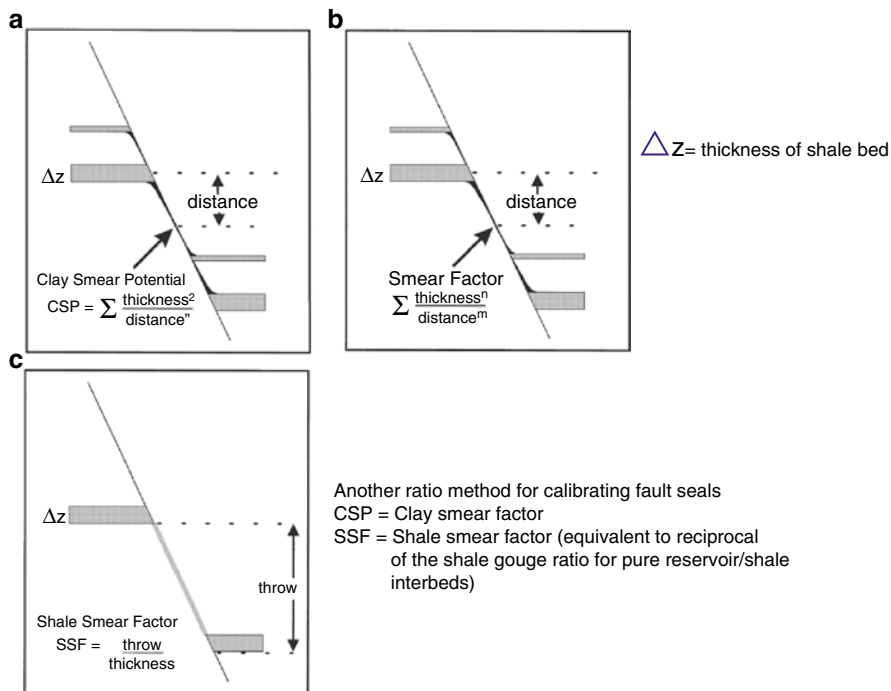 a
Δz
distance
Clay Smear Potential
CSP = ∑ thickness² / distance"
b
Δz
distance
Smear Factor
∑ thicknessⁿ / distanceᵐ
△ z= thickness of shale bed
c
Δz
throw
Shale Smear Factor
SSF = throw / thickness
Another ratio method for calibrating fault seals
CSP = Clay smear factor
SSF = Shale smear factor (equivalent to reciprocal
of the shale gouge ratio for pure reservoir/shale
interbeds)